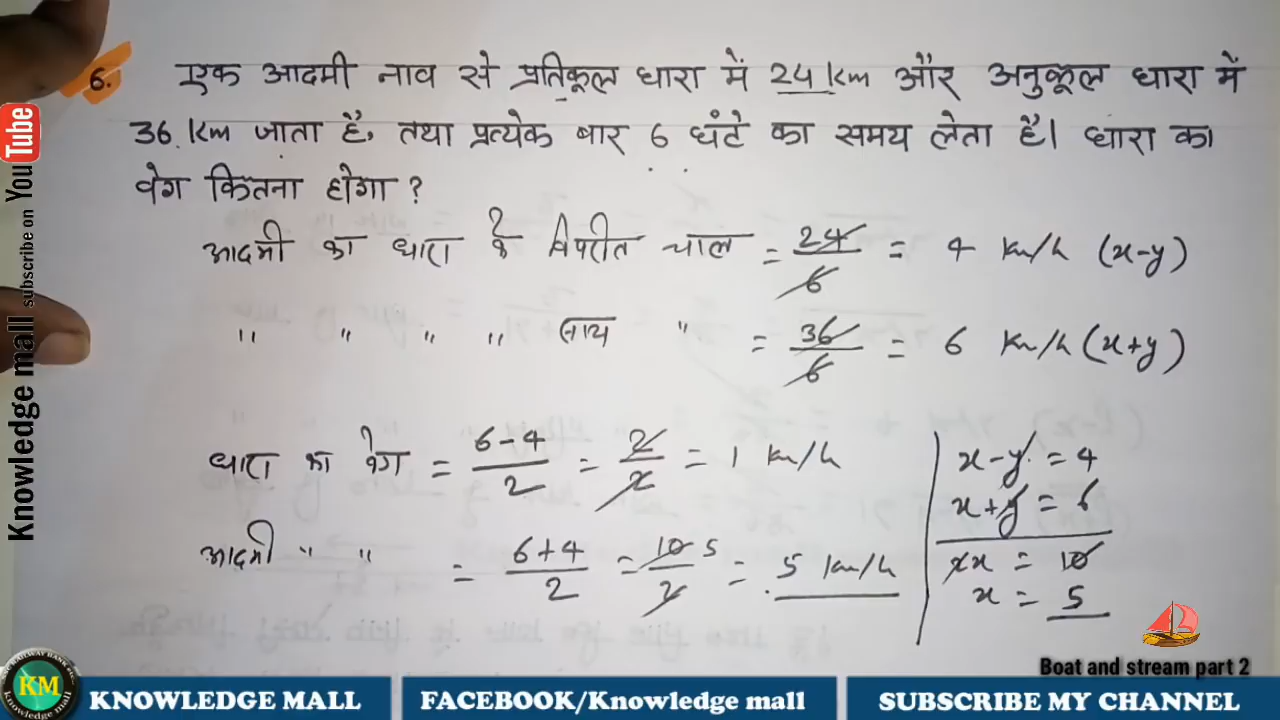 6. एक आदमी नाव से प्रतिकूल धारा में 24 km और अनुकूल धारा में
36 km जाता है, तथा प्रत्येक बार 6 घंटे का समय लेता है। धारा का
वेग कितना होगा ?
आदमी का धारा के विपरीत चाल = 24/6 = 4 km/h (x-y)
" " " " साथ " = 36/6 = 6 km/h (x+y)
धारा का वेग = 6-4/2 = 2/2 = 1 km/h
आदमी " " = 6+4/2 = 10/2 5 = 5 km/h
x-y = 4
x+y = 6
2x = 10
x = 5
Knowledge mall subscribe on YouTube
Boat and stream part 2
KM
KNOWLEDGE MALL
FACEBOOK/Knowledge mall
SUBSCRIBE MY CHANNEL